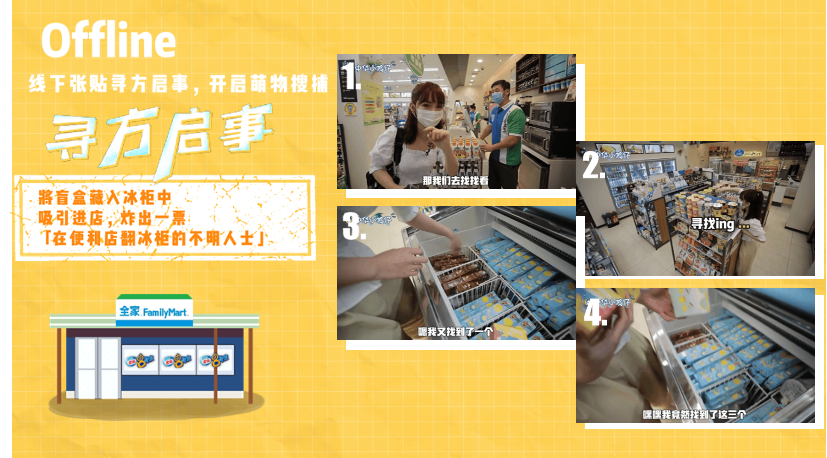 Offline
线下张贴寻方启事，开启萌物搜捕
寻方启事
将盲盒藏入冰柜中
吸引进店，炸出一票
「在便利店翻冰柜的不明人士」
全家 FamilyMart
1.
那我们去找找看
2.
寻找ing ...
3.
嘿我又找到了一个
4.
嘿嘿我竟然找到了这三个